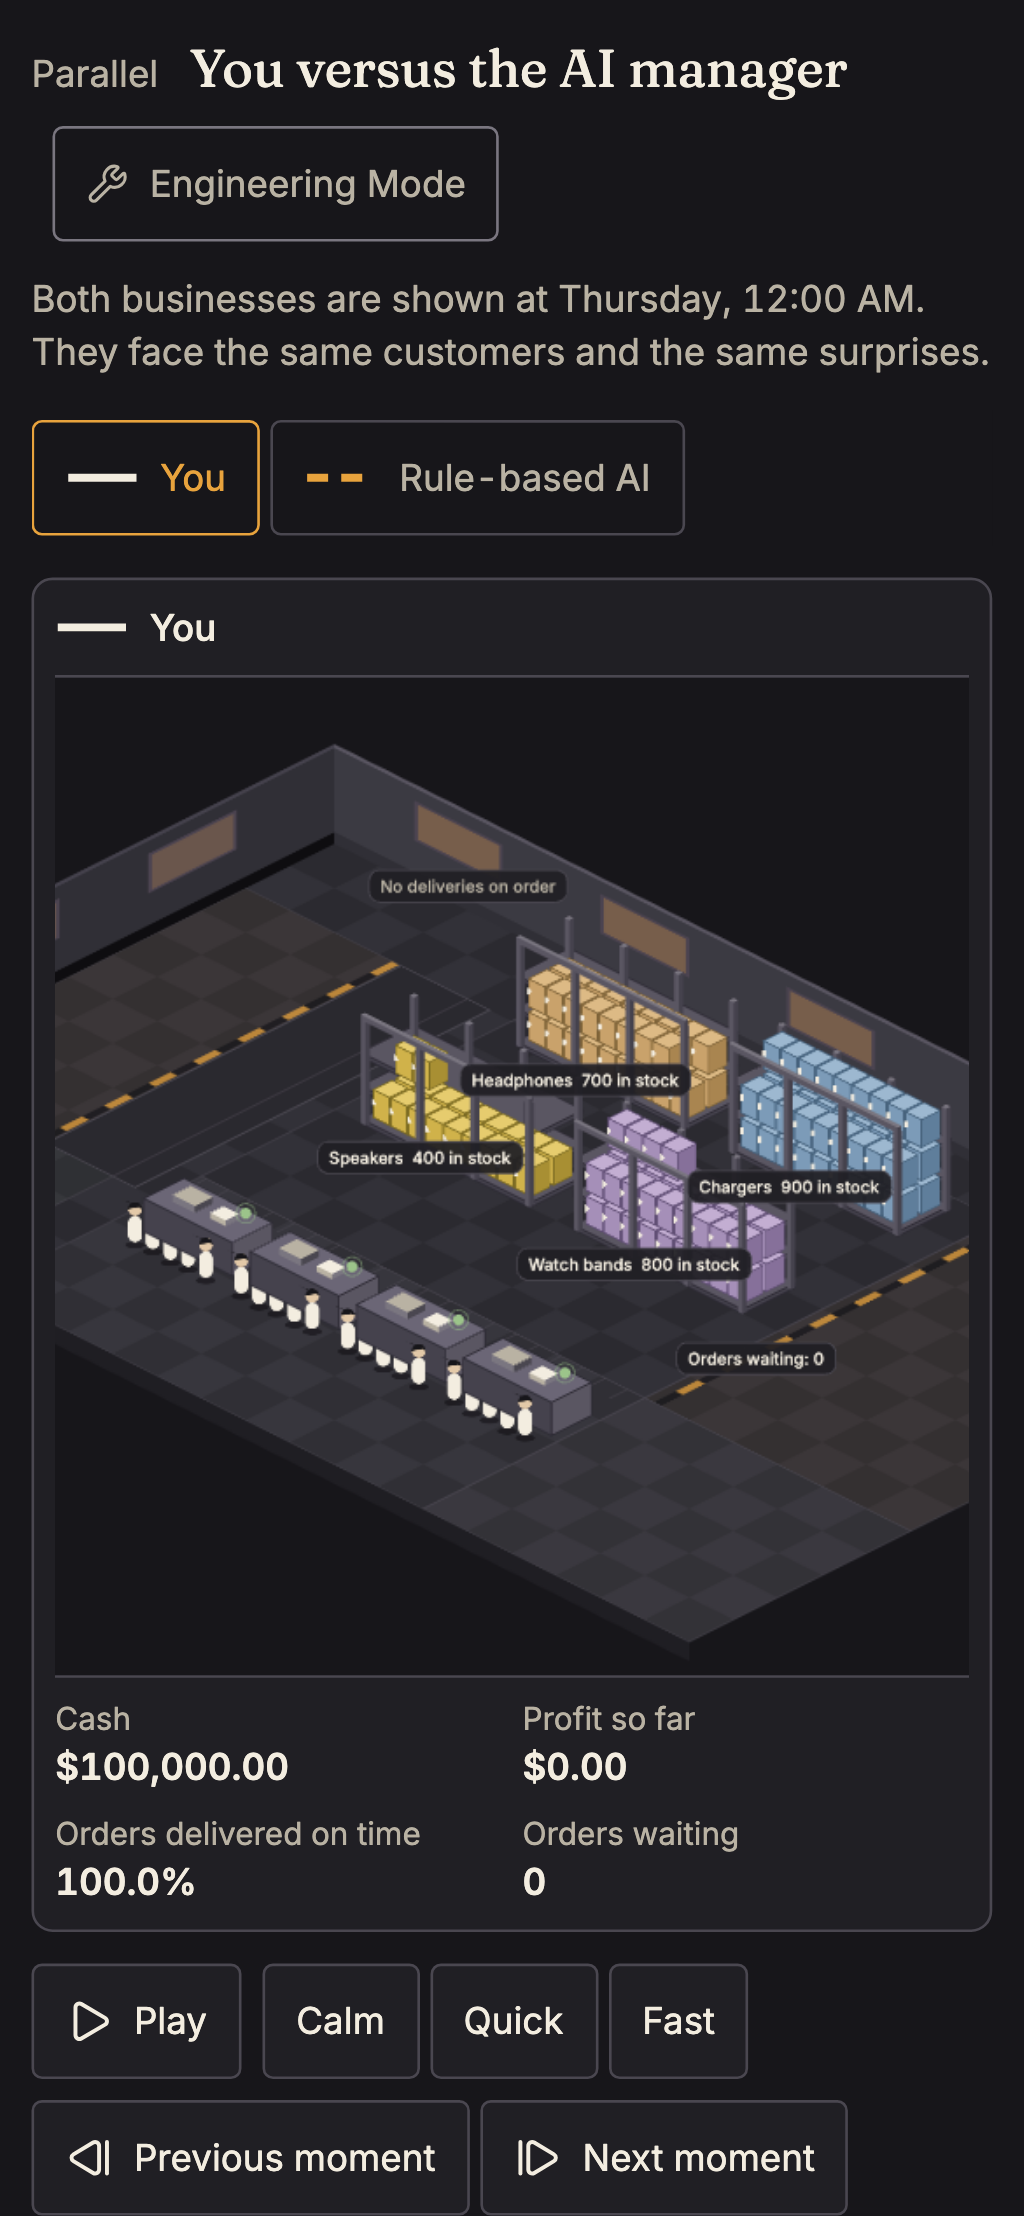 Parallel You versus the AI manager
Engineering Mode
Both businesses are shown at Thursday, 12:00 AM.
They face the same customers and the same surprises.
You
Rule-based AI
You
No deliveries on order
Headphones 700 in stock
Speakers 400 in stock
Chargers 900 in stock
Watch bands 800 in stock
Orders waiting: 0
Cash
$100,000.00
Profit so far
$0.00
Orders delivered on time
100.0%
Orders waiting
0
Play
Calm
Quick
Fast
Previous moment
Next moment